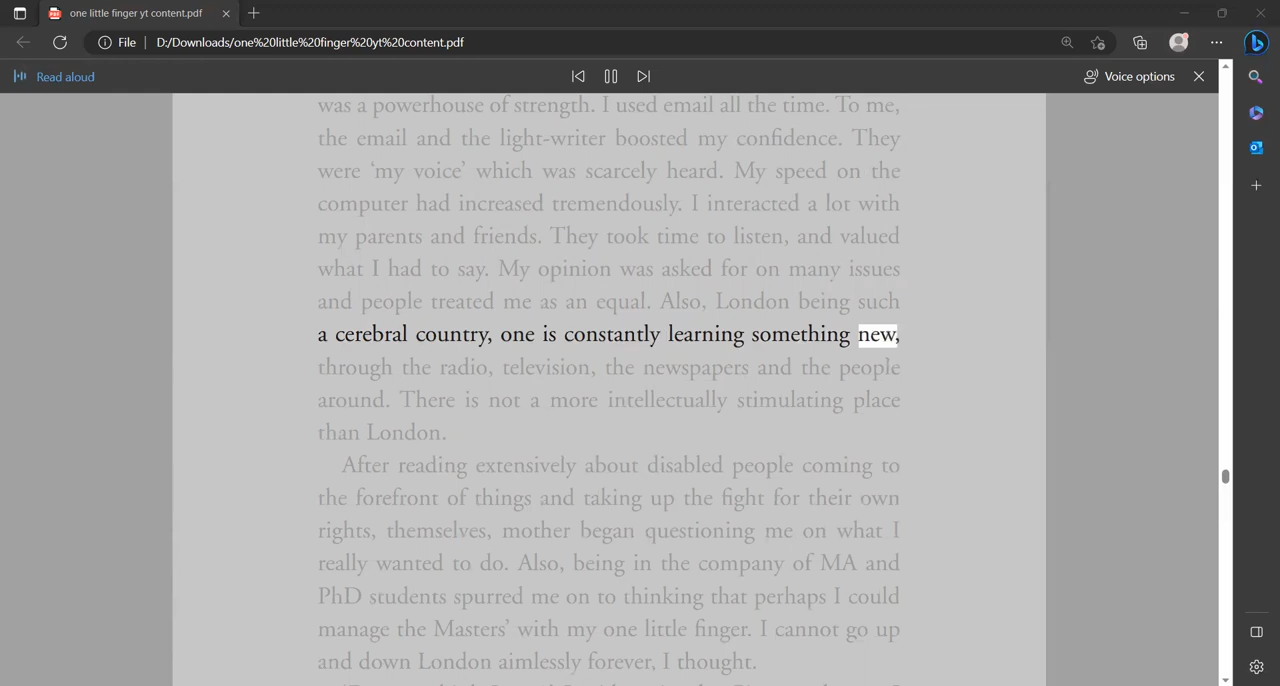 one little finger yt content.pdf
File
D:/Downloads/one%20little%20finger%20yt%20content.pdf
Read aloud
Voice options
was a powerhouse of strength. I used email all the time. To me,
the email and the light-writer boosted my confidence. They
were ‘my voice’ which was scarcely heard. My speed on the
computer had increased tremendously. I interacted a lot with
my parents and friends. They took time to listen, and valued
what I had to say. My opinion was asked for on many issues
and people treated me as an equal. Also, London being such
a cerebral country, one is constantly learning something new,
through the radio, television, the newspapers and the people
around. There is not a more intellectually stimulating place
than London.
After reading extensively about disabled people coming to
the forefront of things and taking up the fight for their own
rights, themselves, mother began questioning me on what I
really wanted to do. Also, being in the company of MA and
PhD students spurred me on to thinking that perhaps I could
manage the Masters’ with my one little finger. I cannot go up
and down London aimlessly forever, I thought.